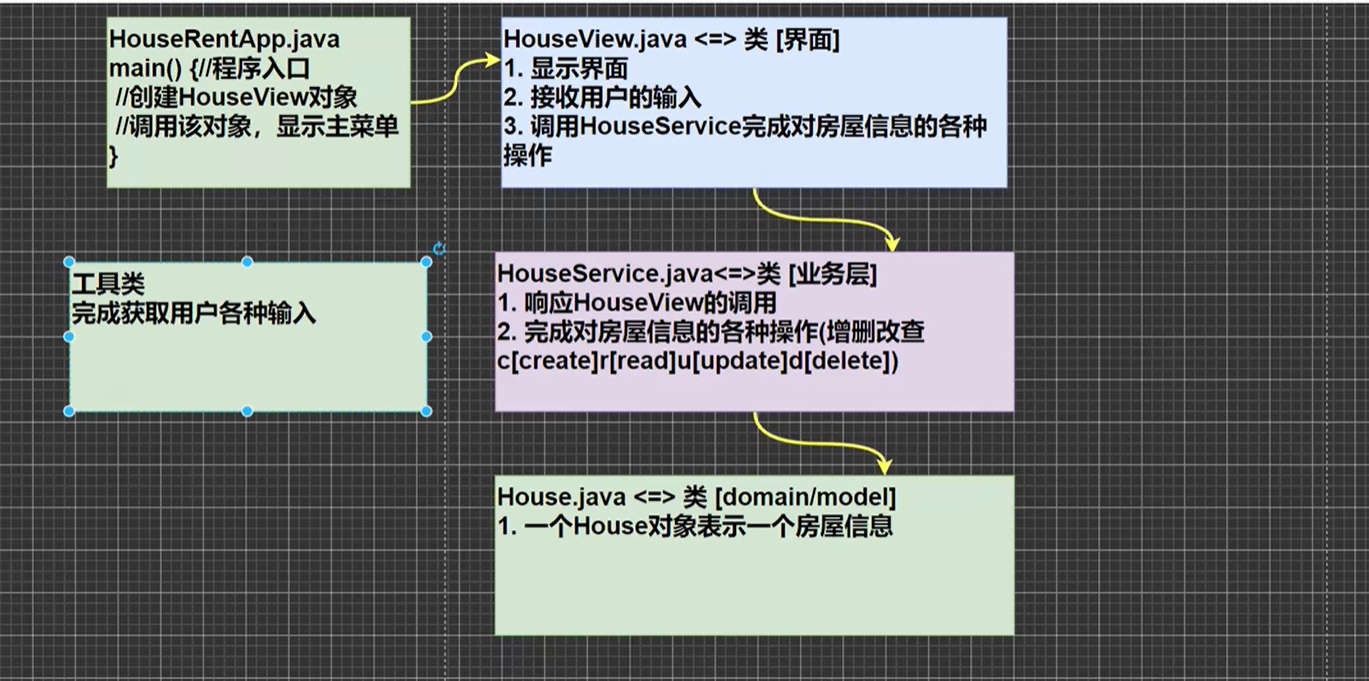 HouseRentApp.java
main() {//程序入口
//创建HouseView对象
//调用该对象，显示主菜单
}
HouseView.java <=> 类 [界面]
1. 显示界面
2. 接收用户的输入
3. 调用HouseService完成对房屋信息的各种
操作
工具类
完成获取用户各种输入
HouseService.java<=>类 [业务层]
1. 响应HouseView的调用
2. 完成对房屋信息的各种操作(增删改查
c[create]r[read]u[update]d[delete])
House.java <=> 类 [domain/model]
1. 一个House对象表示一个房屋信息